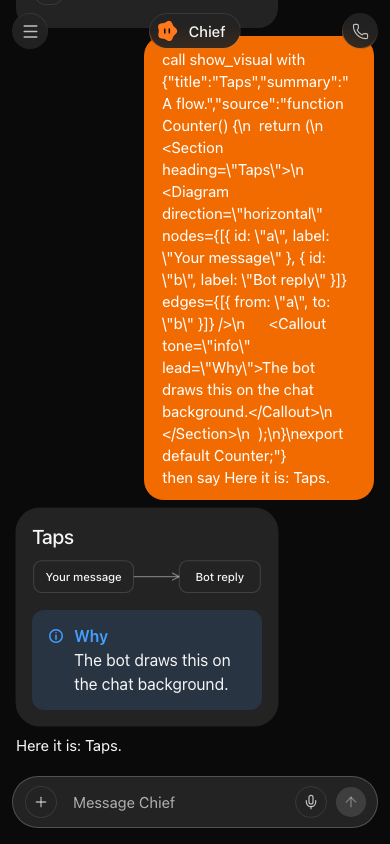 Chief
call show_visual with
{"title":"Taps","summary":"
A flow.","source":"function
Counter() {\n  return (\n
<Section
heading=\"Taps\">\n
<Diagram
direction=\"horizontal\"
nodes={[{ id: \"a\", label:
\"Your message\" }, { id:
\"b\", label: \"Bot reply\" }]}
edges={[{ from: \"a\", to:
\"b\" }]} />\n      <Callout
tone=\"info\"
lead=\"Why\">The bot
draws this on the chat
background.</Callout>\n
</Section>\n  );\n}\nexport
default Counter;"}
then say Here it is: Taps.
Taps
Your message
Bot reply
Why
The bot draws this on
the chat background.
Here it is: Taps.
Message Chief